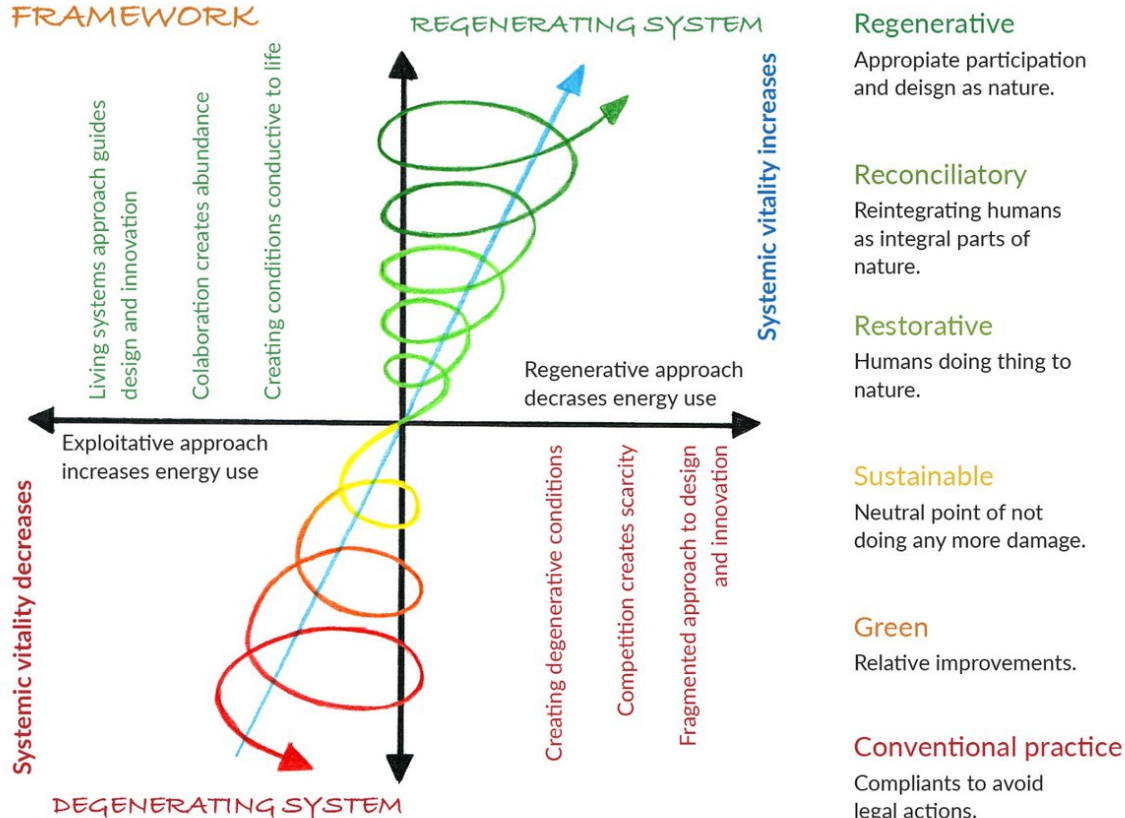 FRAMEWORK
REGENERATING SYSTEM
Living systems approach guides
design and innovation
Colaboration creates abundance
Creating conditions conductive to life
Systemic vitality increases
Regenerative approach
decrases energy use
Exploitative approach
increases energy use
Systemic vitality decreases
Creating degenerative conditions
Competition creates scarcity
Fragmented approach to design
and innovation
DEGENERATING SYSTEM
Regenerative
Appropiate participation
and deisgn as nature.
Reconciliatory
Reintegrating humans
as integral parts of
nature.
Restorative
Humans doing thing to
nature.
Sustainable
Neutral point of not
doing any more damage.
Green
Relative improvements.
Conventional practice
Compliants to avoid
legal actions.